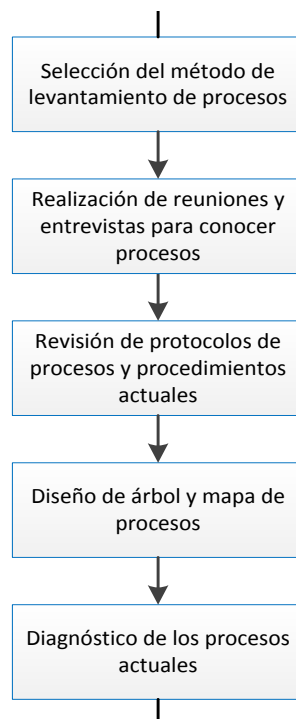 Selección del método de
levantamiento de procesos
Realización de reuniones y
entrevistas para conocer
procesos
Revisión de protocolos de
procesos y procedimientos
actuales
Diseño de árbol y mapa de
procesos
Diagnóstico de los procesos
actuales